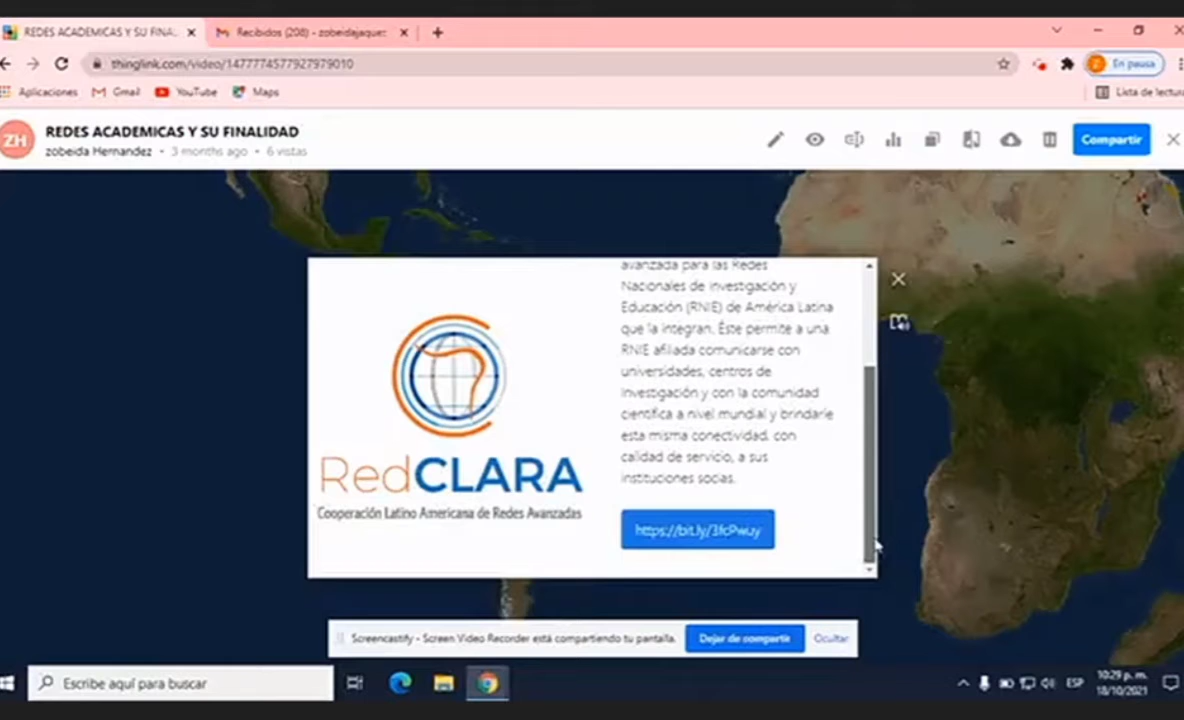 REDES ACADEMICAS Y SU FINA
Recibidos (208) - zobeidajaquez
thinglink.com/video/1477774577927979010
En pausa
Aplicaciones Gmail YouTube Maps
Lista de lectura
ZH
REDES ACADEMICAS Y SU FINALIDAD
zobeida Hernandez • 3 months ago • 6 vistas
Compartir
avanzada para las Redes
Nacionales de Investigación y
Educación (RNIE) de América Latina
que la integran. Éste permite a una
RNIE afiliada comunicarse con
universidades, centros de
Investigación y con la comunidad
científica a nivel mundial y brindarle
esta misma conectividad, con
calidad de servicio, a sus
instituciones socias.
https://bit.ly/3fcPwuy
RedCLARA
Cooperación Latino Americana de Redes Avanzadas
Screencastify - Screen Video Recorder está compartiendo tu pantalla.
Dejar de compartir
Ocultar
Escribe aquí para buscar
ESP
10:29 p. m.
18/10/2021